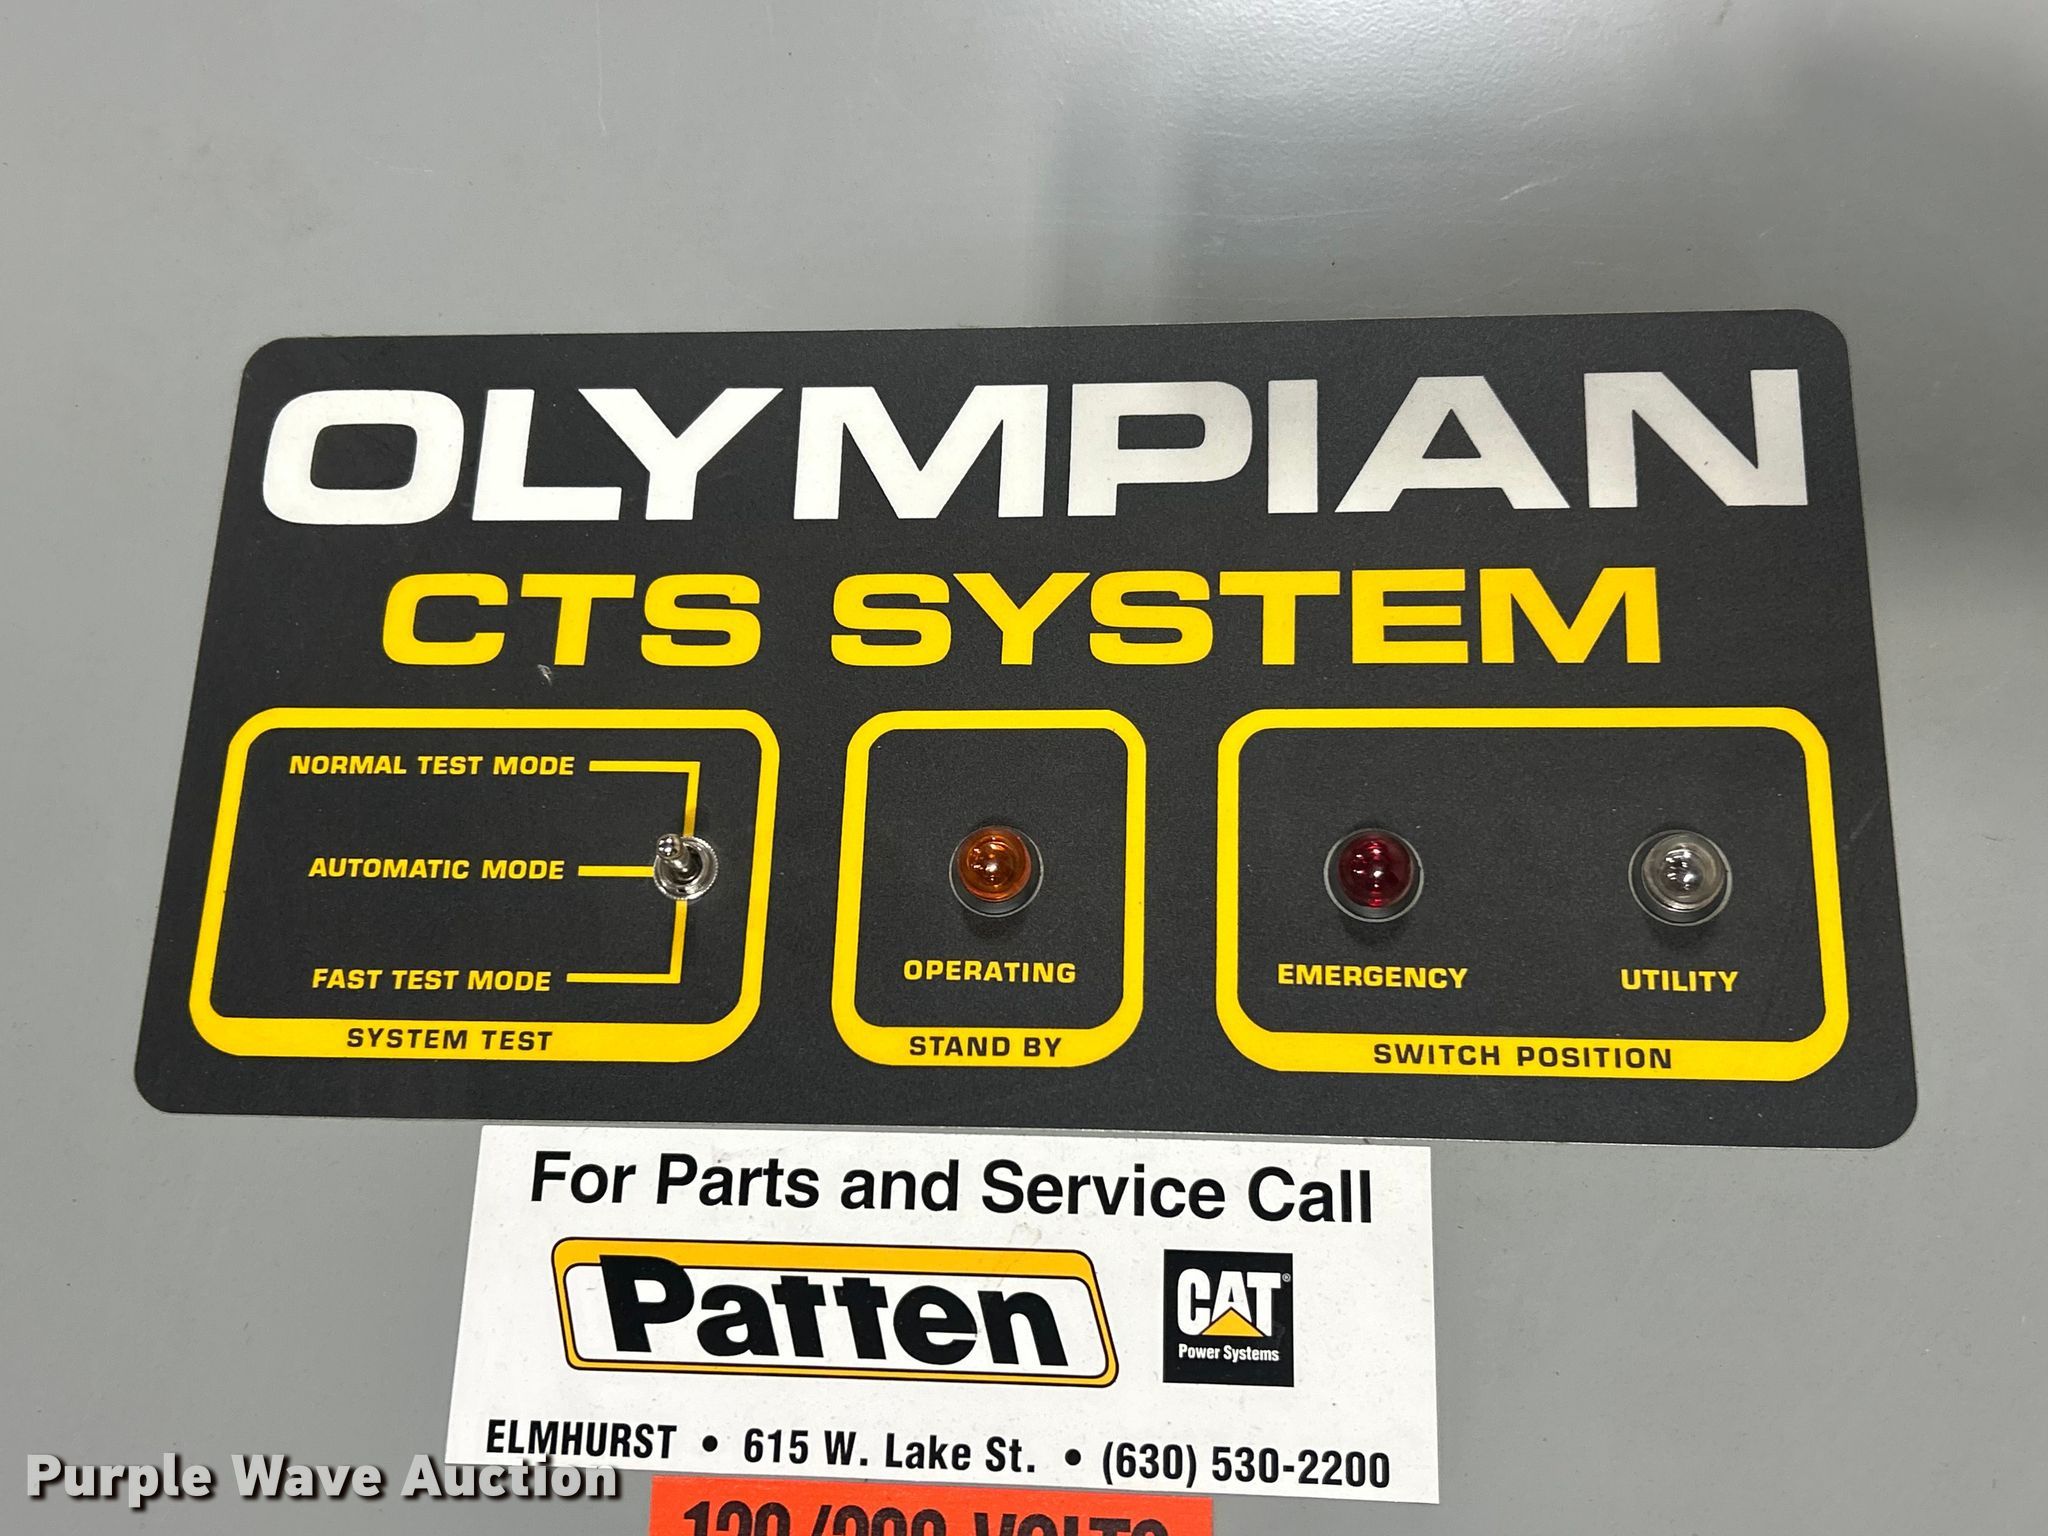 OLYMPIAN
CTS SYSTEM
NORMAL TEST MODE
AUTOMATIC MODE
FAST TEST MODE
SYSTEM TEST
OPERATING
STAND BY
EMERGENCY
UTILITY
SWITCH POSITION
For Parts and Service Call
Patten
CAT®
Power Systems
ELMHURST • 615 W. Lake St. • (630) 530-2200
VOLTS
Purple Wave Auction